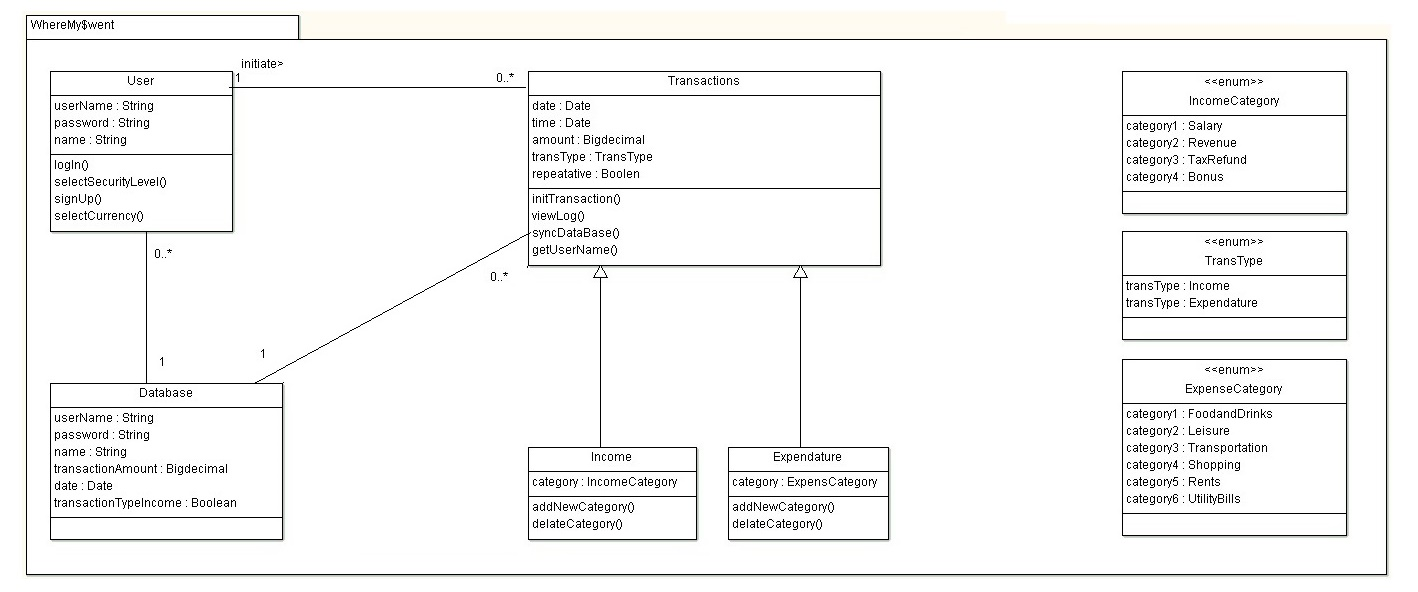 WhereMy$went
initiate>
1
0..*
User
userName : String
password : String
name : String
logIn()
selectSecurityLevel()
signUp()
selectCurrency()
Transactions
date : Date
time : Date
amount : Bigdecimal
transType : TransType
repeatative : Boolen
initTransaction()
viewLog()
syncDataBase()
getUserName()
<<enum>>
IncomeCategory
category1 : Salary
category2 : Revenue
category3 : TaxRefund
category4 : Bonus
<<enum>>
TransType
transType : Income
transType : Expendature
0..*
1
0..*
1
Database
userName : String
password : String
name : String
transactionAmount : Bigdecimal
date : Date
transactionTypeIncome : Boolean
Income
category : IncomeCategory
addNewCategory()
delateCategory()
Expendature
category : ExpensCategory
addNewCategory()
delateCategory()
<<enum>>
ExpenseCategory
category1 : FoodandDrinks
category2 : Leisure
category3 : Transportation
category4 : Shopping
category5 : Rents
category6 : UtilityBills